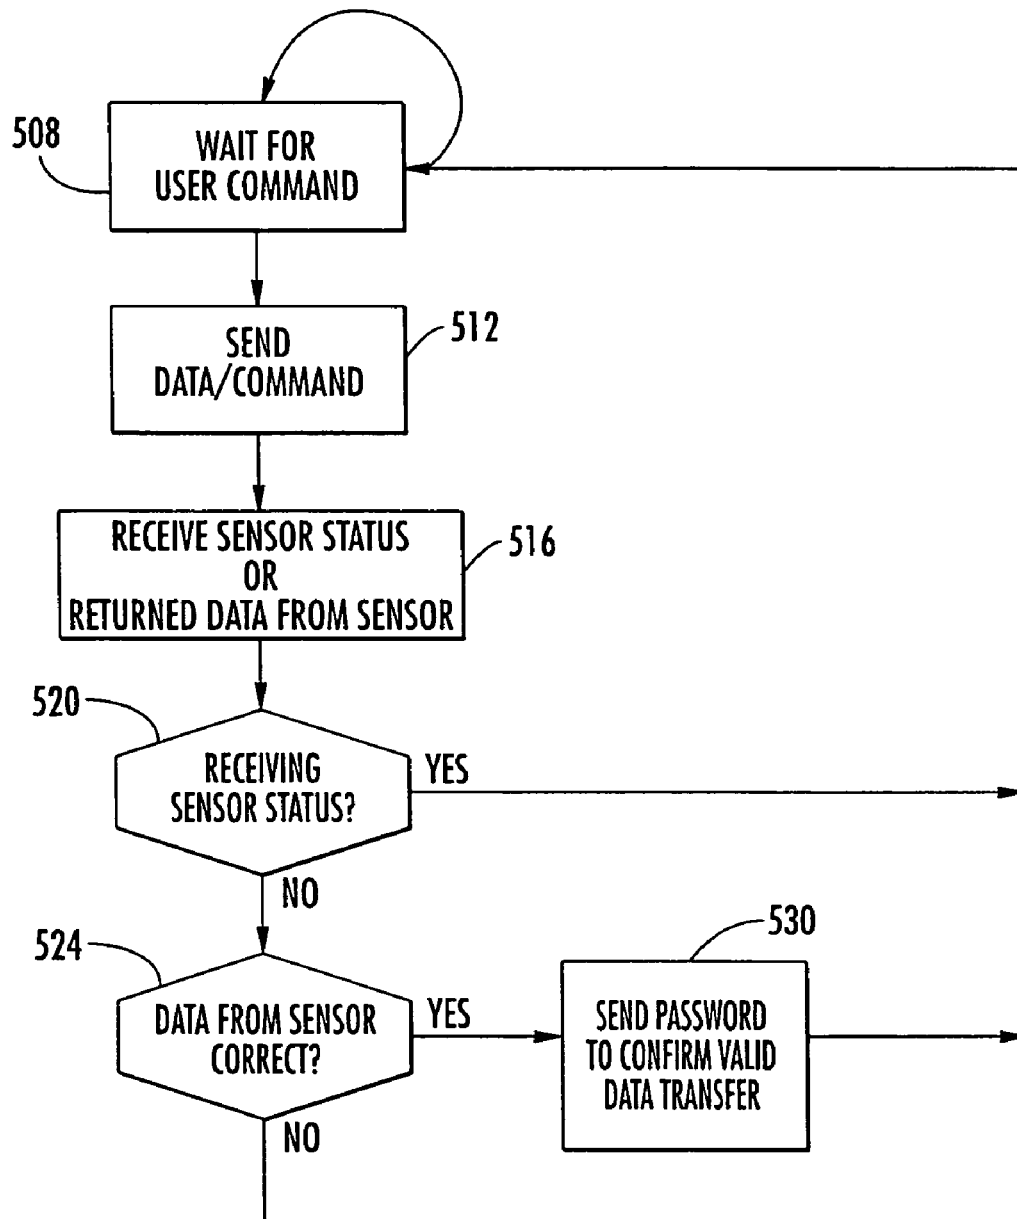 508
WAIT FOR
USER COMMAND
512
SEND
DATA/COMMAND
516
RECEIVE SENSOR STATUS
OR
RETURNED DATA FROM SENSOR
520
RECEIVING
SENSOR STATUS?
YES
NO
524
DATA FROM SENSOR
CORRECT?
YES
NO
530
SEND PASSWORD
TO CONFIRM VALID
DATA TRANSFER